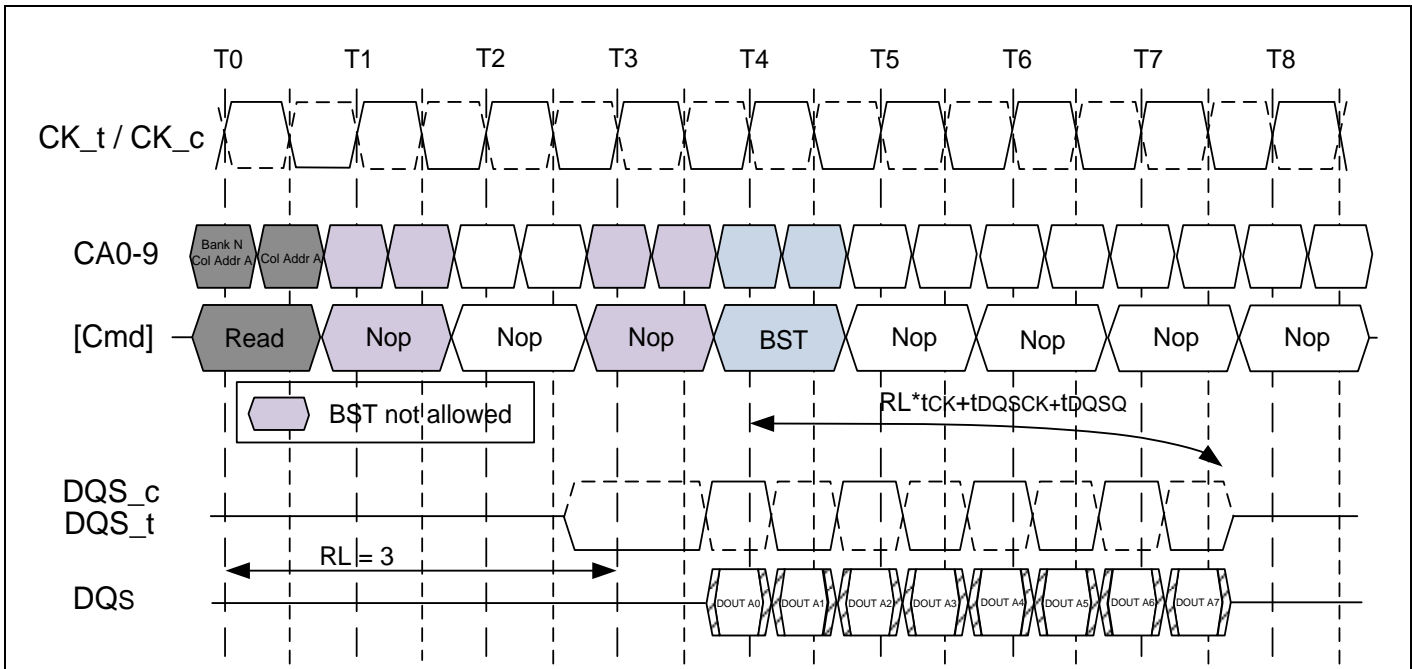 T0 T1 T2 T3 T4 T5 T6 T7 T8
CK_t / CK_c
CA0-9
Bank N
Col Addr A
Col Addr A
[Cmd]
Read Nop Nop Nop BST Nop Nop Nop Nop
BST not allowed
RL*tCK+tDQSCK+tDQSQ
DQS_c
DQS_t
RL = 3
DQs
DOUT A0 DOUT A1 DOUT A2 DOUT A3 DOUT A4 DOUT A5 DOUT A6 DOUT A7